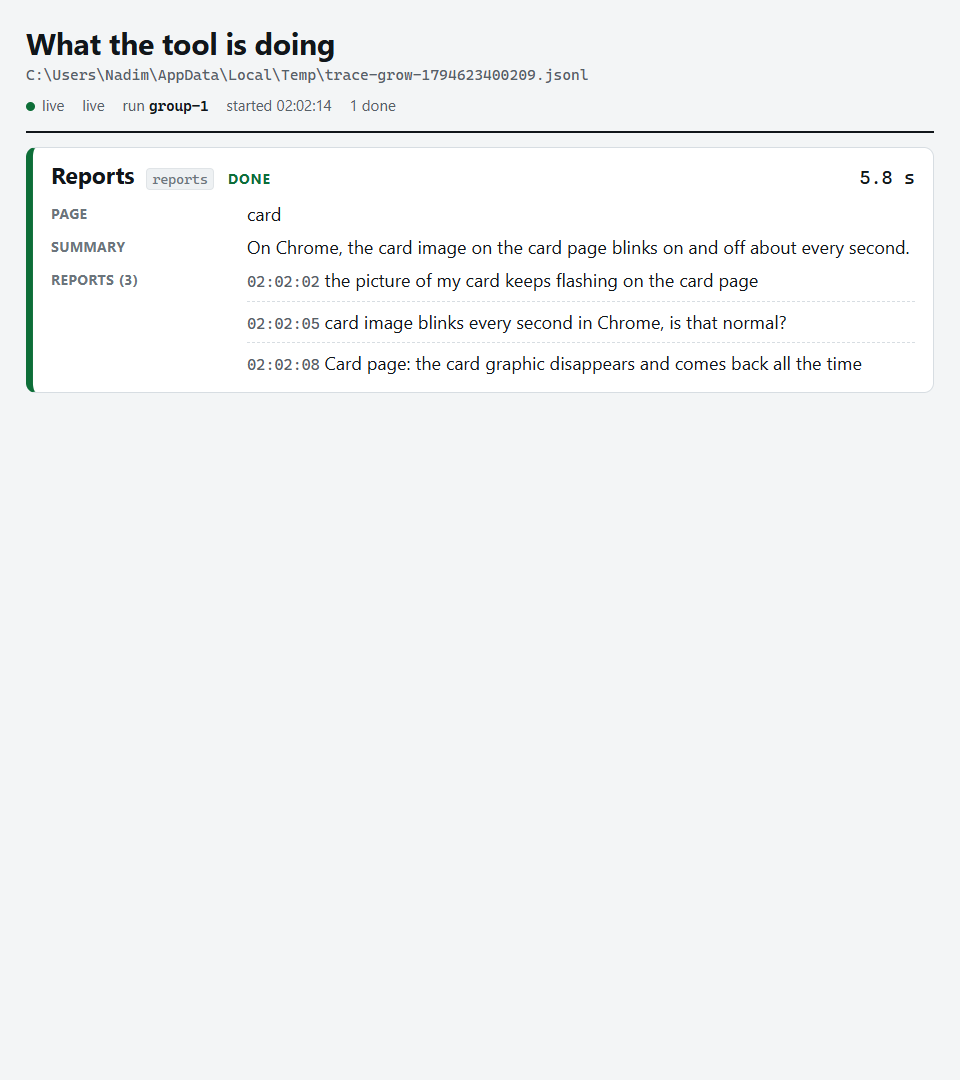 What the tool is doing
C:\Users\Nadim\AppData\Local\Temp\trace-grow-1794623400209.jsonl
live live run group-1 started 02:02:14 1 done
Reports reports DONE 5.8 s
PAGE card
SUMMARY On Chrome, the card image on the card page blinks on and off about every second.
REPORTS (3) 02:02:02 the picture of my card keeps flashing on the card page
02:02:05 card image blinks every second in Chrome, is that normal?
02:02:08 Card page: the card graphic disappears and comes back all the time